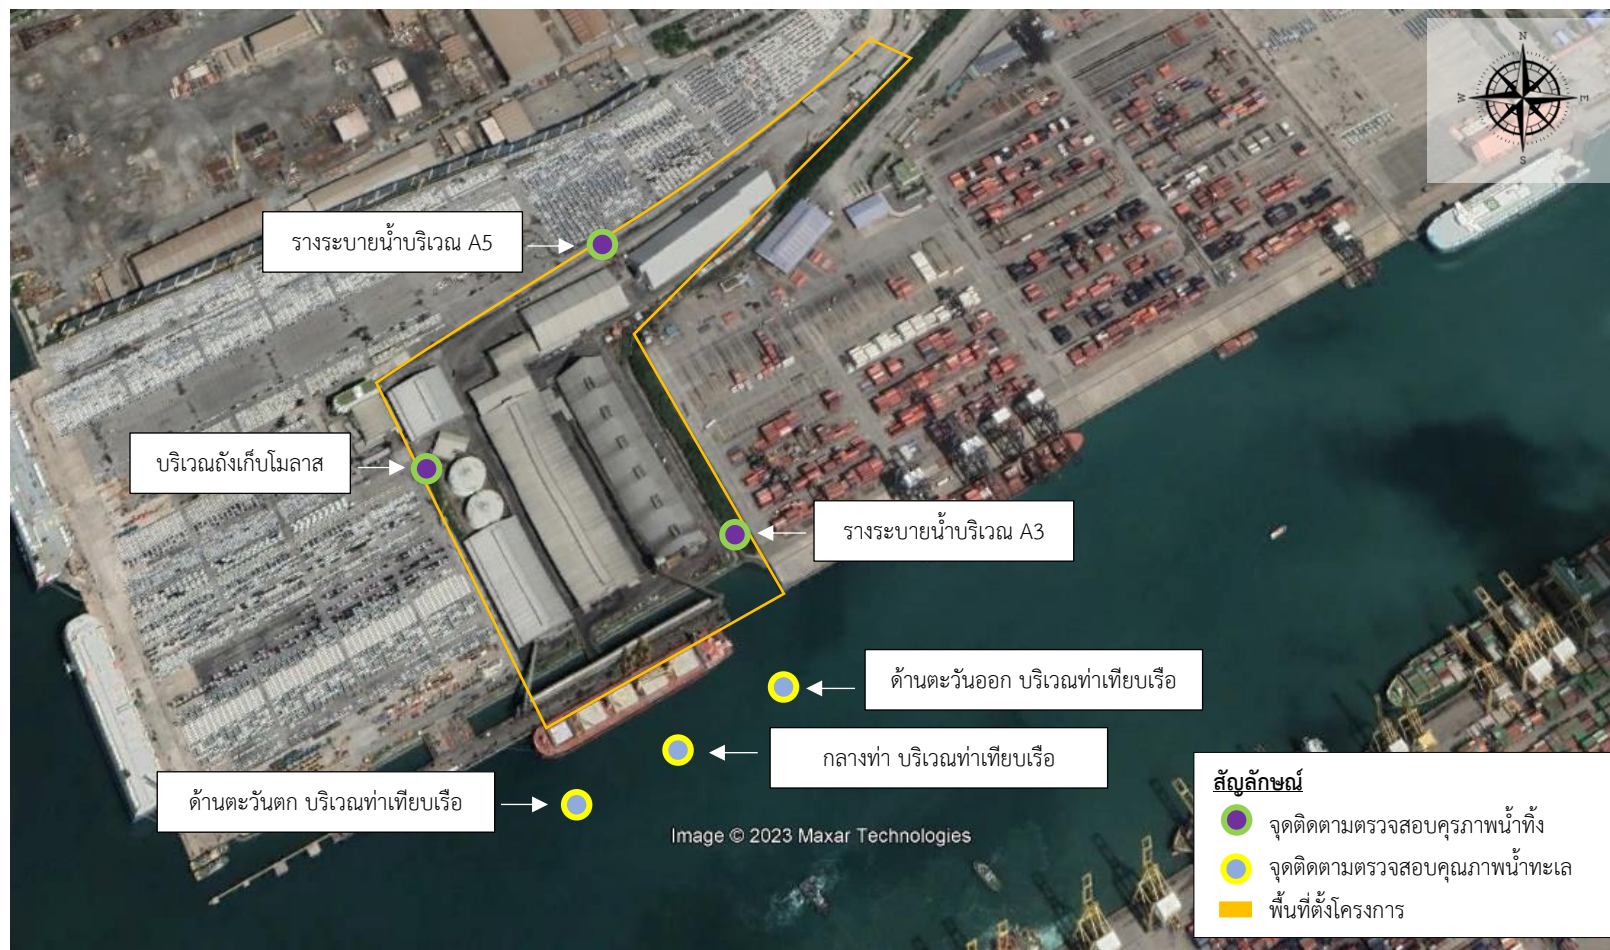 N
W
E
S
รางระบายน้ำบริเวณ A5
บริเวณถังเก็บโมลาส
รางระบายน้ำบริเวณ A3
ด้านตะวันออก บริเวณท่าเทียบเรือ
กลางท่า บริเวณท่าเทียบเรือ
ด้านตะวันตก บริเวณท่าเทียบเรือ
Image © 2023 Maxar Technologies
สัญลักษณ์
จุดติดตามตรวจสอบคุรภาพน้ำทิ้ง
จุดติดตามตรวจสอบคุณภาพน้ำทะเล
พื้นที่ตั้งโครงการ